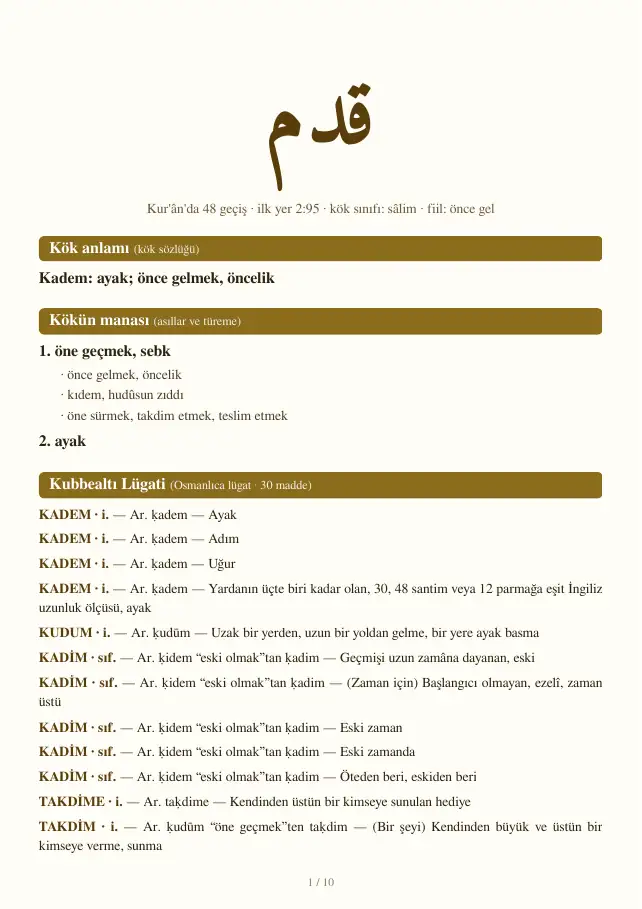 قدم
Kur'ân'da 48 geçiş · ilk yer 2:95 · kök sınıfı: sâlim · fiil: önce gel
Kök anlamı (kök sözlüğü)
Kadem: ayak; önce gelmek, öncelik
Kökün manası (asıllar ve türeme)
1. öne geçmek, sebk
· önce gelmek, öncelik
· kıdem, hudûsun zıddı
· öne sürmek, takdim etmek, teslim etmek
2. ayak
Kubbealtı Lügati (Osmanlıca lügat · 30 madde)
KADEM · i. — Ar. ḳadem — Ayak
KADEM · i. — Ar. ḳadem — Adım
KADEM · i. — Ar. ḳadem — Uğur
KADEM · i. — Ar. ḳadem — Yardanın üçte biri kadar olan, 30, 48 santim veya 12 parmağa eşit İngiliz
uzunluk ölçüsü, ayak
KUDUM · i. — Ar. ḳudūm — Uzak bir yerden, uzun bir yoldan gelme, bir yere ayak basma
KADİM · sıf. — Ar. ḳidem “eski olmak”tan ḳadim — Geçmişi uzun zamâna dayanan, eski
KADİM · sıf. — Ar. ḳidem “eski olmak”tan ḳadim — (Zaman için) Başlangıcı olmayan, ezelî, zaman
üstü
KADİM · sıf. — Ar. ḳidem “eski olmak”tan ḳadim — Eski zaman
KADİM · sıf. — Ar. ḳidem “eski olmak”tan ḳadim — Eski zamanda
KADİM · sıf. — Ar. ḳidem “eski olmak”tan ḳadim — Öteden beri, eskiden beri
TAKDİME · i. — Ar. taḳdime — Kendinden üstün bir kimseye sunulan hediye
TAKDİM · i. — Ar. ḳudūm “öne geçmek”ten taḳdim — (Bir şeyi) Kendinden büyük ve üstün bir
kimseye verme, sunma
1 / 10